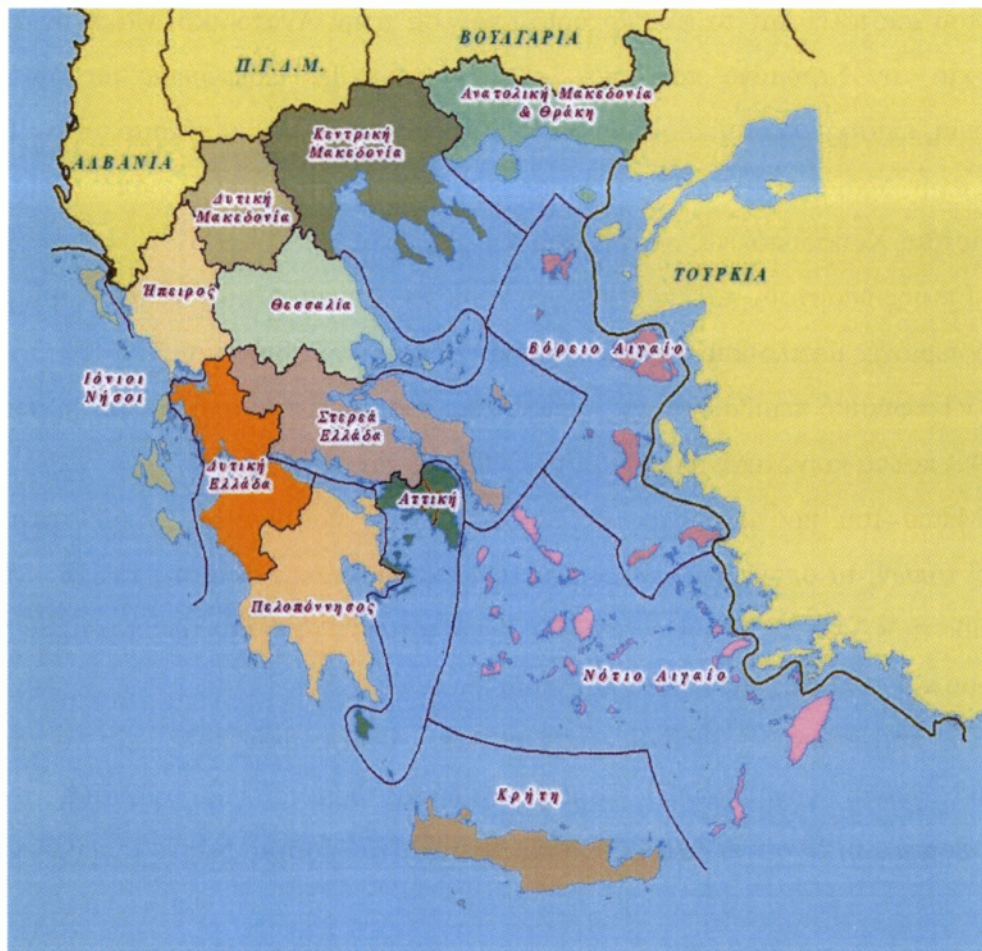 ΒΟΥΛΓΑΡΙΑ
Π.Γ.Δ.Μ.
Ανατολική Μακεδονία
& Θράκη
Κεντρική
Μακεδονία
ΑΛΒΑΝΙΑ
Δυτική
Μακεδονία
ΤΟΥΡΚΙΑ
Ήπειρος
Θεσσαλία
Βόρειο Αιγαίο
Ιόνιοι
Νήσοι
Στερεά
Ελλάδα
Δυτική
Ελλάδα
Αττική
Πελοπόννησος
Νότιο Αιγαίο
Κρήτη